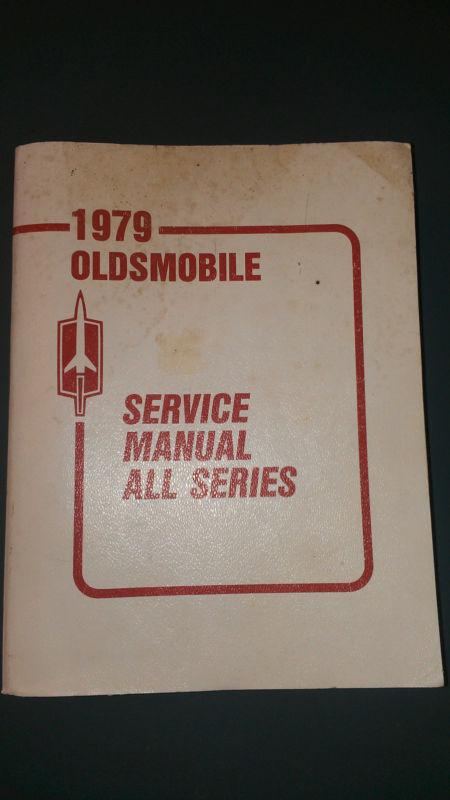 1979
OLDSMOBILE
SERVICE
MANUAL
ALL SERIES